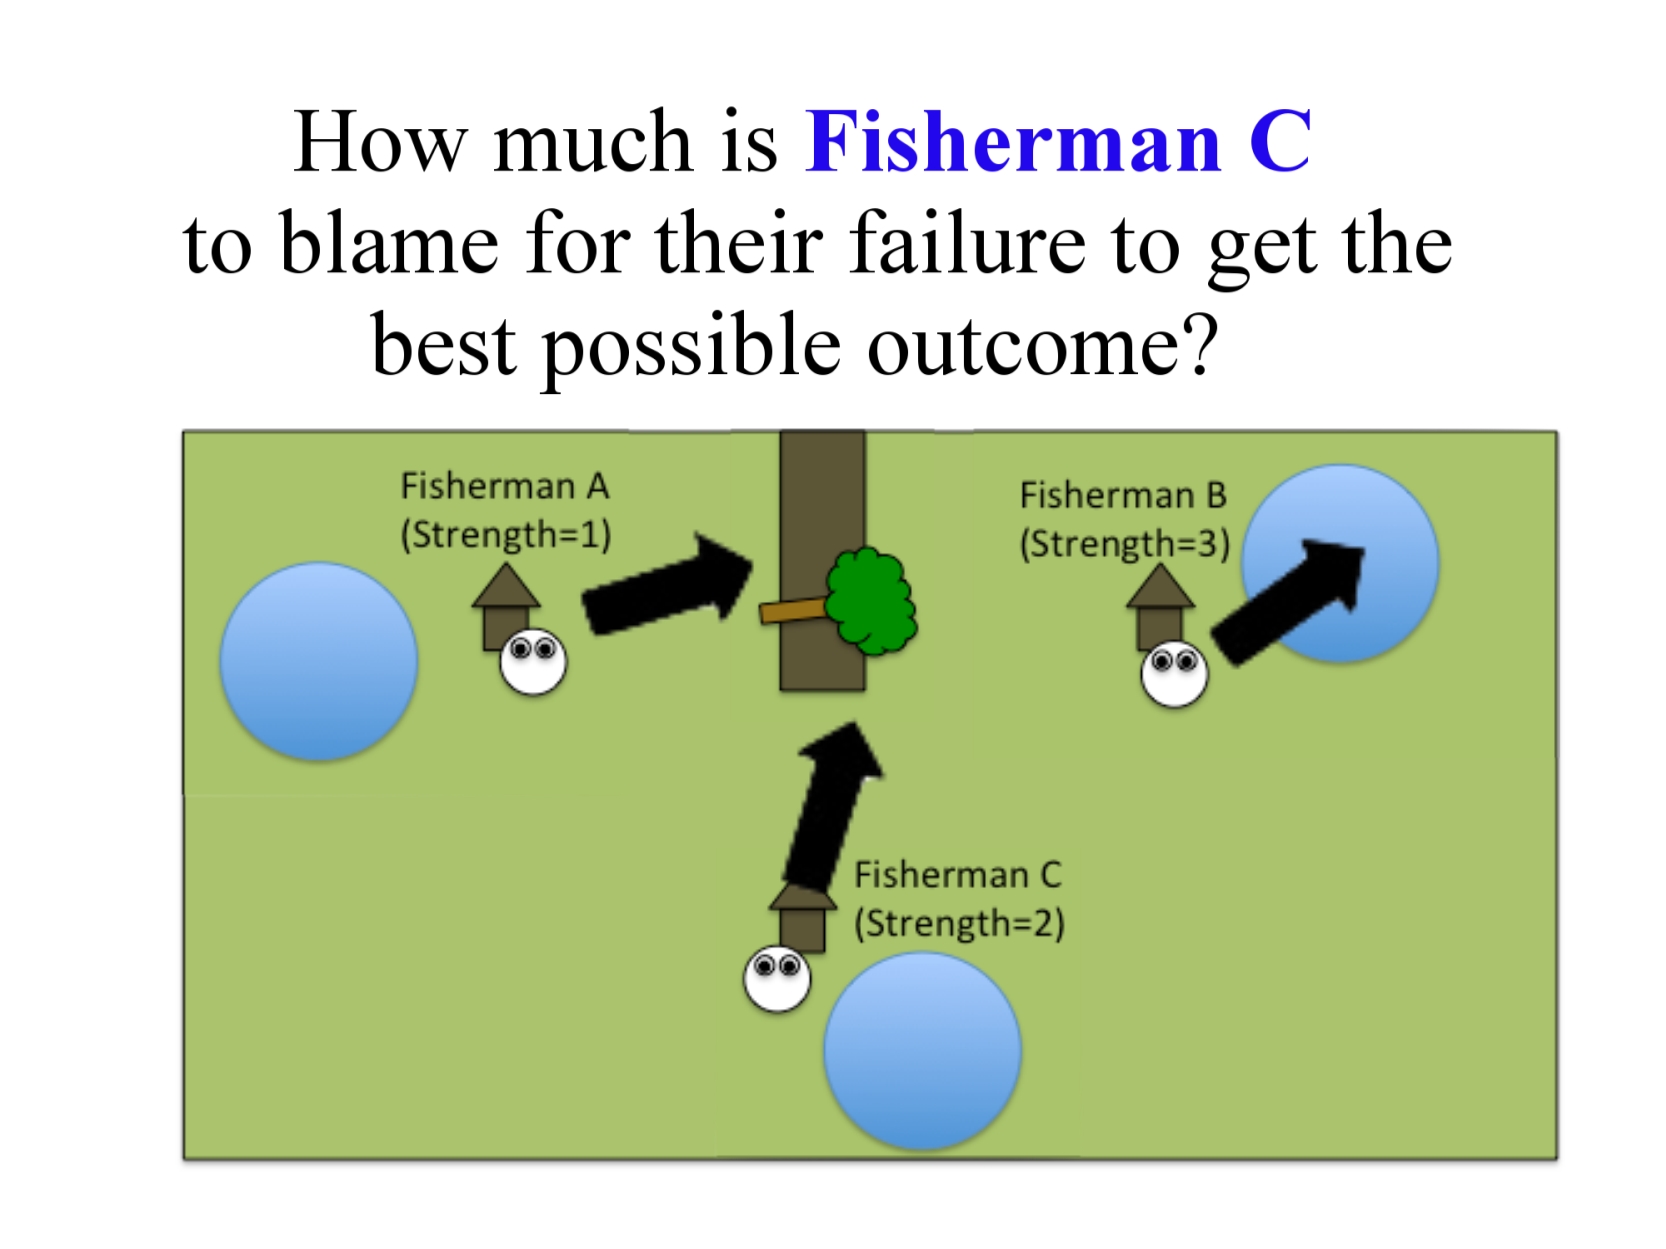 How much is Fisherman C
to blame for their failure to get the
best possible outcome?
Fisherman A
(Strength=1)
Fisherman B
(Strength=3)
Fisherman C
(Strength=2)